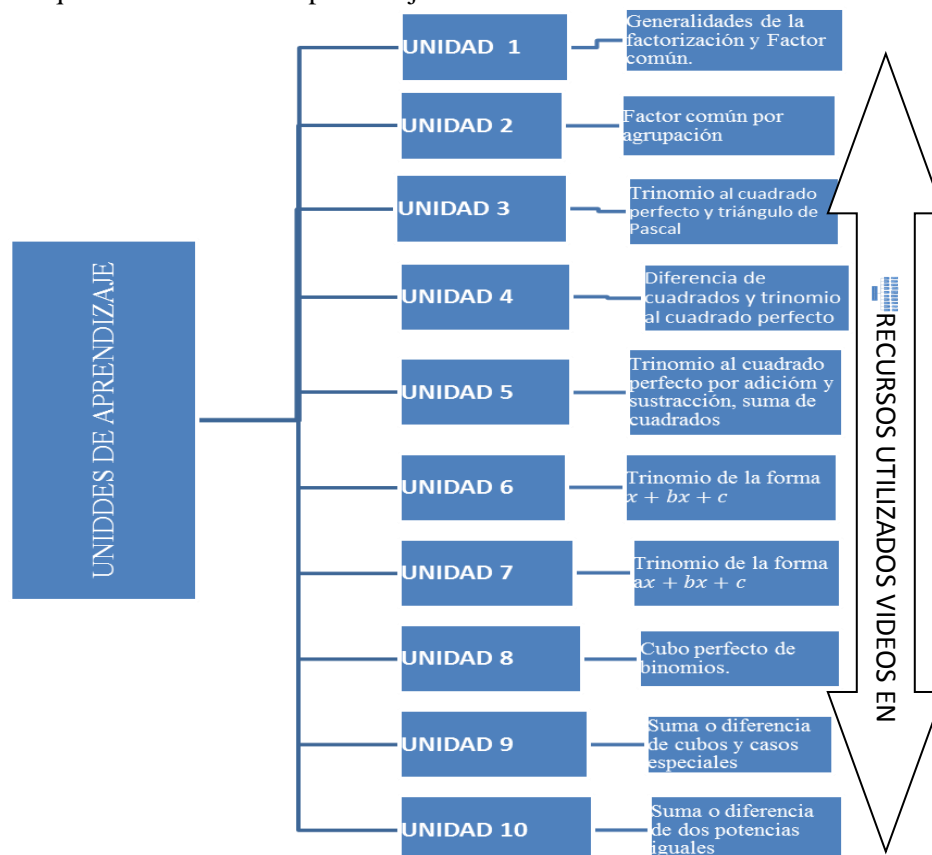 UNIDDES DE APRENDIZAJE
UNIDAD 1
Generalidades de la
factorización y Factor
común.
UNIDAD 2
Factor común por
agrupación
UNIDAD 3
Trinomio al cuadrado
perfecto y triángulo de
Pascal
UNIDAD 4
Diferencia de
cuadrados y trinomio
al cuadrado perfecto
UNIDAD 5
Trinomio al cuadrado
perfecto por adicióm y
sustracción, suma de
cuadrados
UNIDAD 6
Trinomio de la forma
x + bx + c
UNIDAD 7
Trinomio de la forma
ax + bx + c
UNIDAD 8
Cubo perfecto de
binomios.
UNIDAD 9
Suma o diferencia
de cubos y casos
especiales
UNIDAD 10
Suma o diferencia
de dos potencias
iguales
RECURSOS UTILIZADOS VIDEOS EN